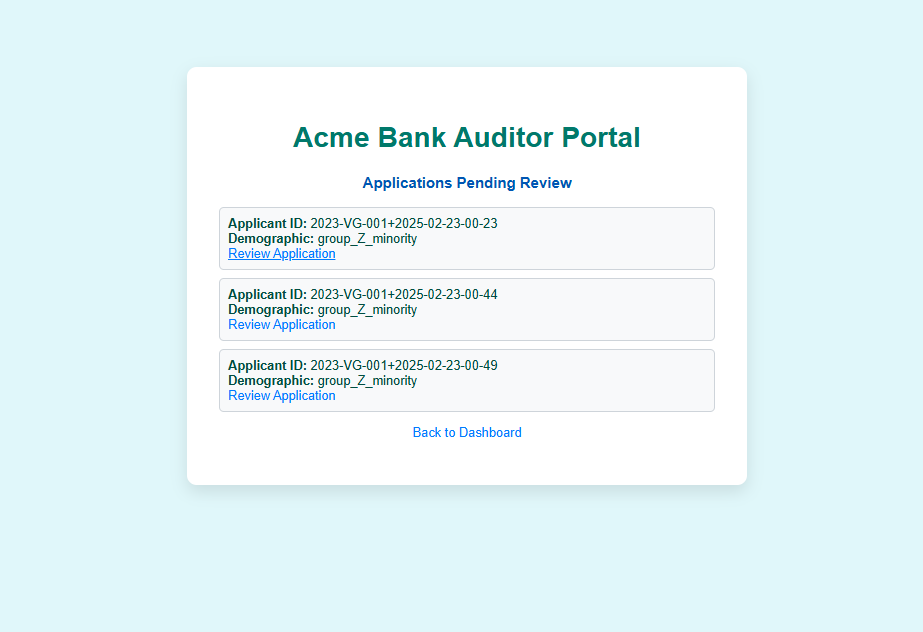 Acme Bank Auditor Portal
Applications Pending Review
Applicant ID: 2023-VG-001+2025-02-23-00-23
Demographic: group_Z_minority
Review Application
Applicant ID: 2023-VG-001+2025-02-23-00-44
Demographic: group_Z_minority
Review Application
Applicant ID: 2023-VG-001+2025-02-23-00-49
Demographic: group_Z_minority
Review Application
Back to Dashboard